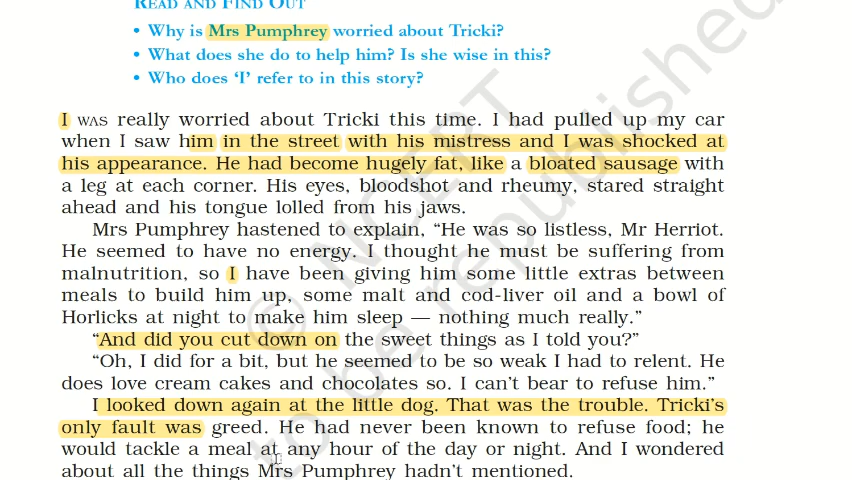 READ AND FIND OUT
• Why is Mrs Pumphrey worried about Tricki?
• What does she do to help him? Is she wise in this?
• Who does ‘I’ refer to in this story?
I WAS really worried about Tricki this time. I had pulled up my car
when I saw him in the street with his mistress and I was shocked at
his appearance. He had become hugely fat, like a bloated sausage with
a leg at each corner. His eyes, bloodshot and rheumy, stared straight
ahead and his tongue lolled from his jaws.
Mrs Pumphrey hastened to explain, “He was so listless, Mr Herriot.
He seemed to have no energy. I thought he must be suffering from
malnutrition, so I have been giving him some little extras between
meals to build him up, some malt and cod-liver oil and a bowl of
Horlicks at night to make him sleep — nothing much really.”
“And did you cut down on the sweet things as I told you?”
“Oh, I did for a bit, but he seemed to be so weak I had to relent. He
does love cream cakes and chocolates so. I can’t bear to refuse him.”
I looked down again at the little dog. That was the trouble. Tricki’s
only fault was greed. He had never been known to refuse food; he
would tackle a meal at any hour of the day or night. And I wondered
about all the things Mrs Pumphrey hadn’t mentioned.
© NCERT
to be republished